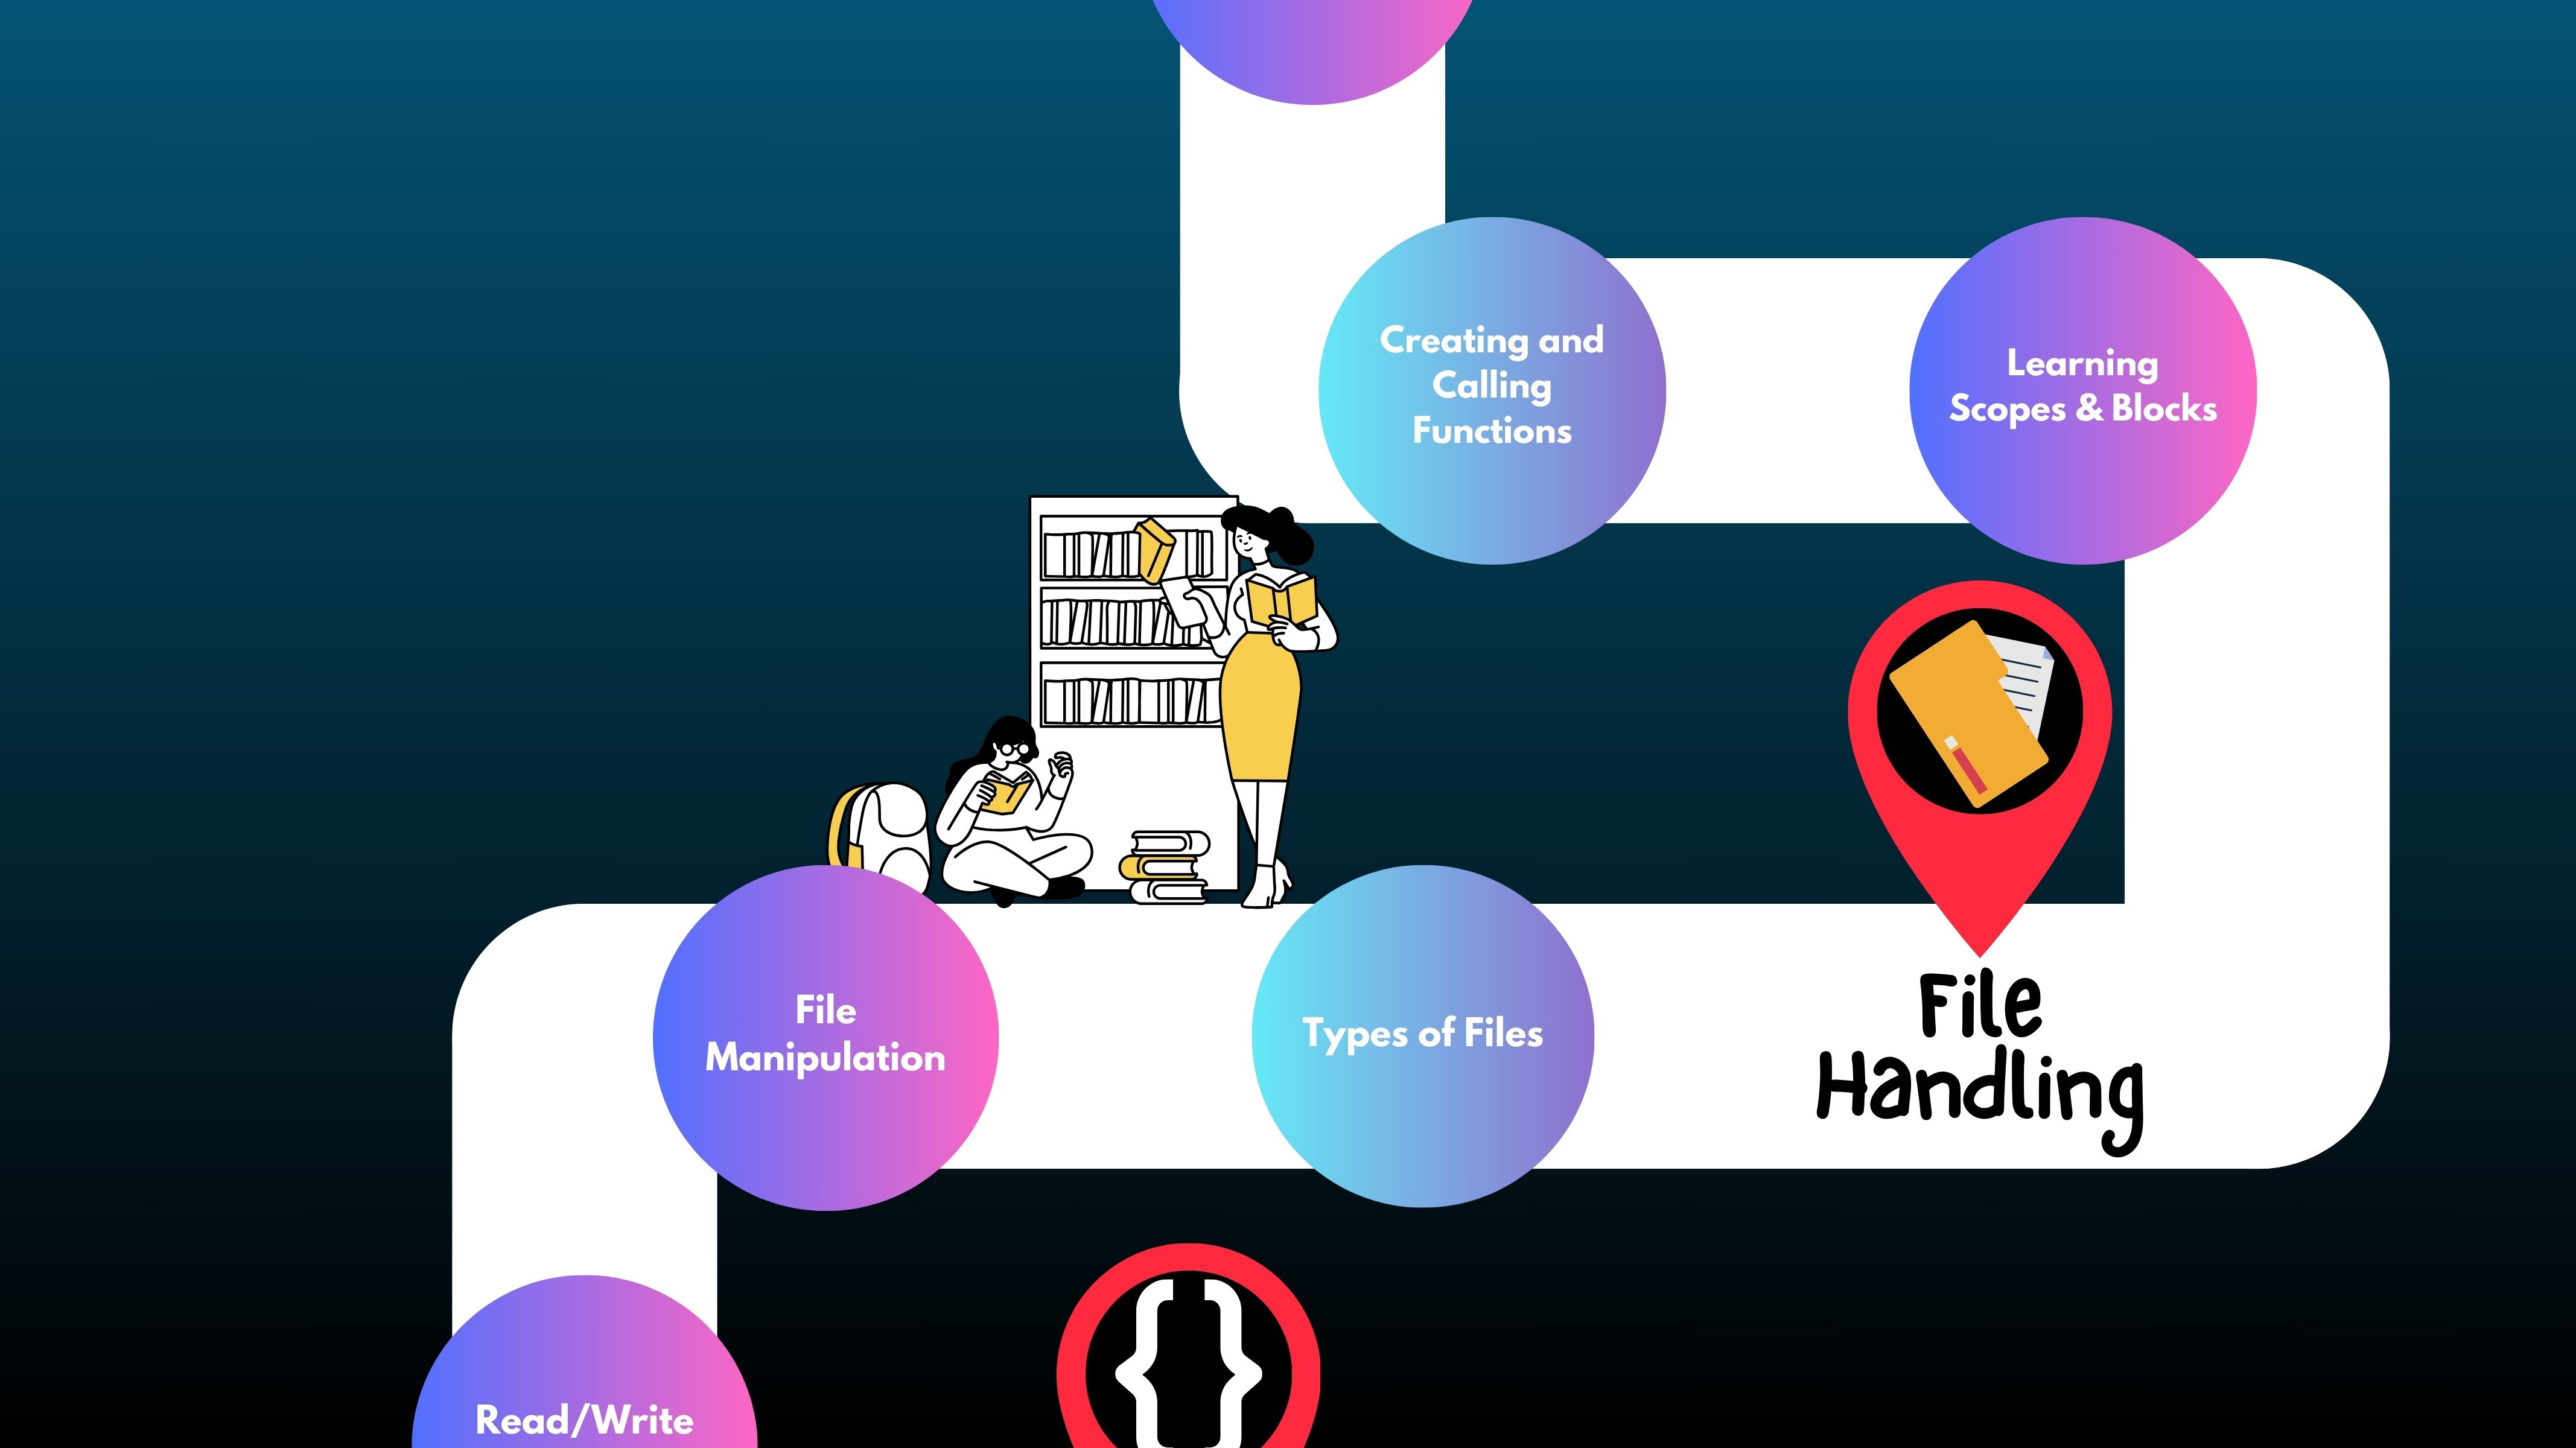 Creating and
Calling
Functions
Learning
Scopes & Blocks
File
Handling
Types of Files
File
Manipulation
{}
Read/Write